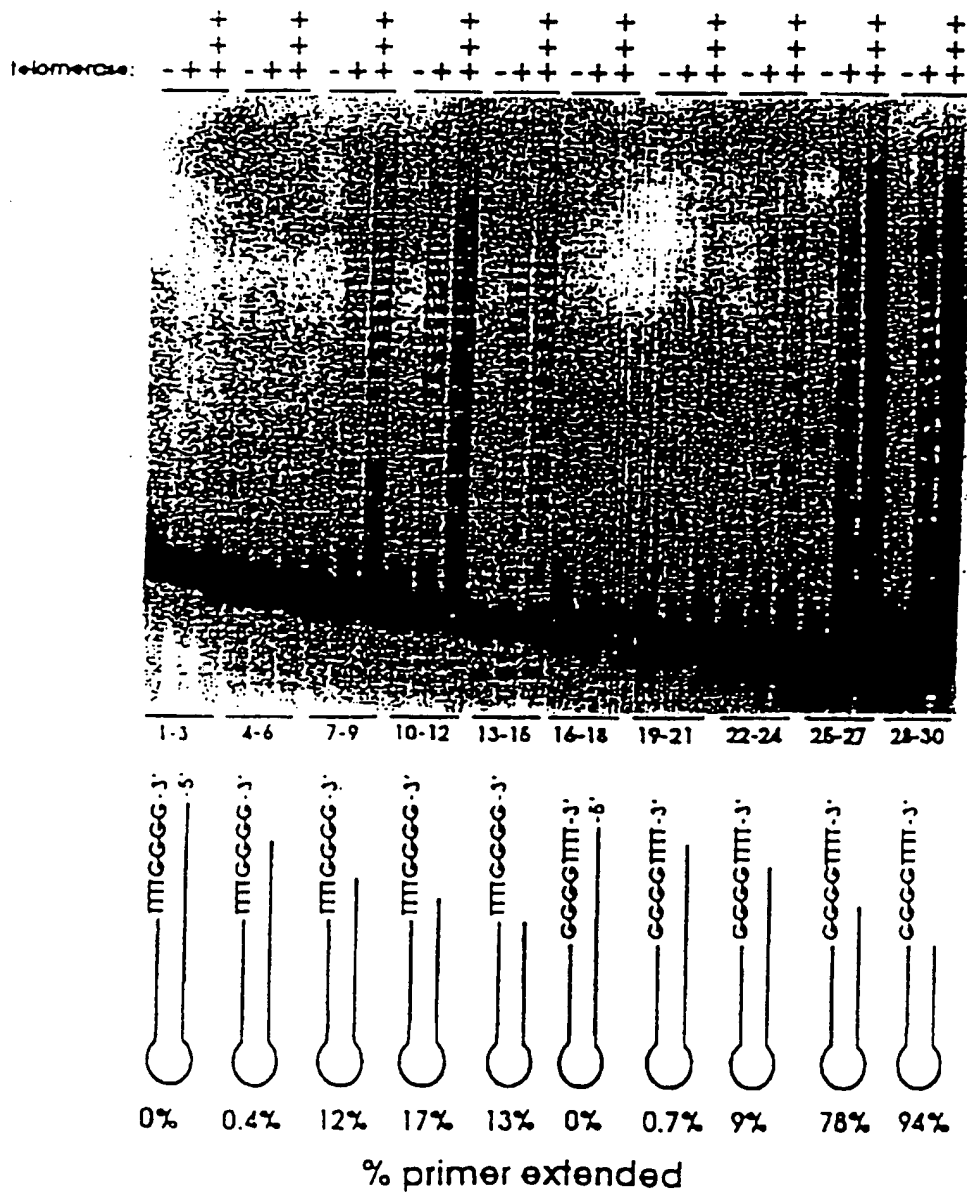 + + + + + + + + + +
+ + + + + + + + + +
telomerase: - + + - + + - + + - + + - + + - + + - + + - + + - + + - + +
1-3 4-6 7-9 10-12 13-15 16-18 19-21 22-24 25-27 28-30
TTTTGGGG-3' -5' TTTTGGGG-3' TTTTGGGG-3' TTTTGGGG-3' TTTTGGGG-3' GGGGTTTT-3' -5' GGGGTTTT-3' GGGGTTTT-3' GGGGTTTT-3' GGGGTTTT-3'
0% 0.4% 12% 17% 13% 0% 0.7% 9% 78% 94%
% primer extended